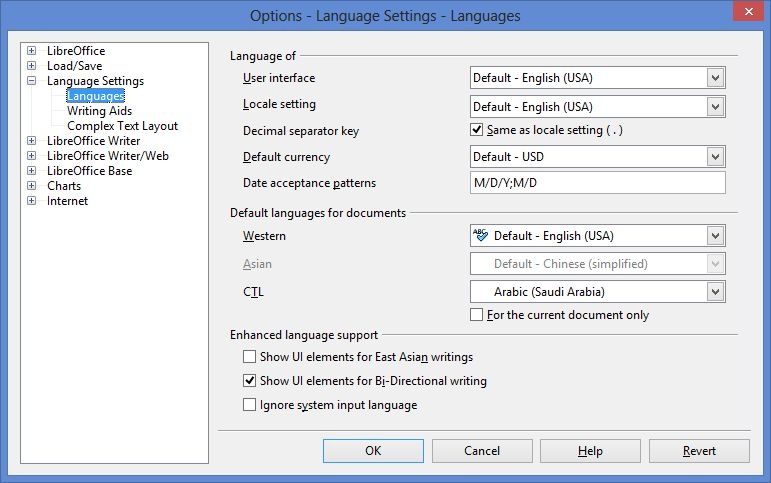 Options - Language Settings - Languages
LibreOffice
Load/Save
Language Settings
Languages
Writing Aids
Complex Text Layout
LibreOffice Writer
LibreOffice Writer/Web
LibreOffice Base
Charts
Internet
Language of
User interface Default - English (USA)
Locale setting Default - English (USA)
Decimal separator key Same as locale setting ( . )
Default currency Default - USD
Date acceptance patterns M/D/Y;M/D
Default languages for documents
Western ABC Default - English (USA)
Asian Default - Chinese (simplified)
CTL Arabic (Saudi Arabia)
For the current document only
Enhanced language support
Show UI elements for East Asian writings
Show UI elements for Bi-Directional writing
Ignore system input language
OK Cancel Help Revert